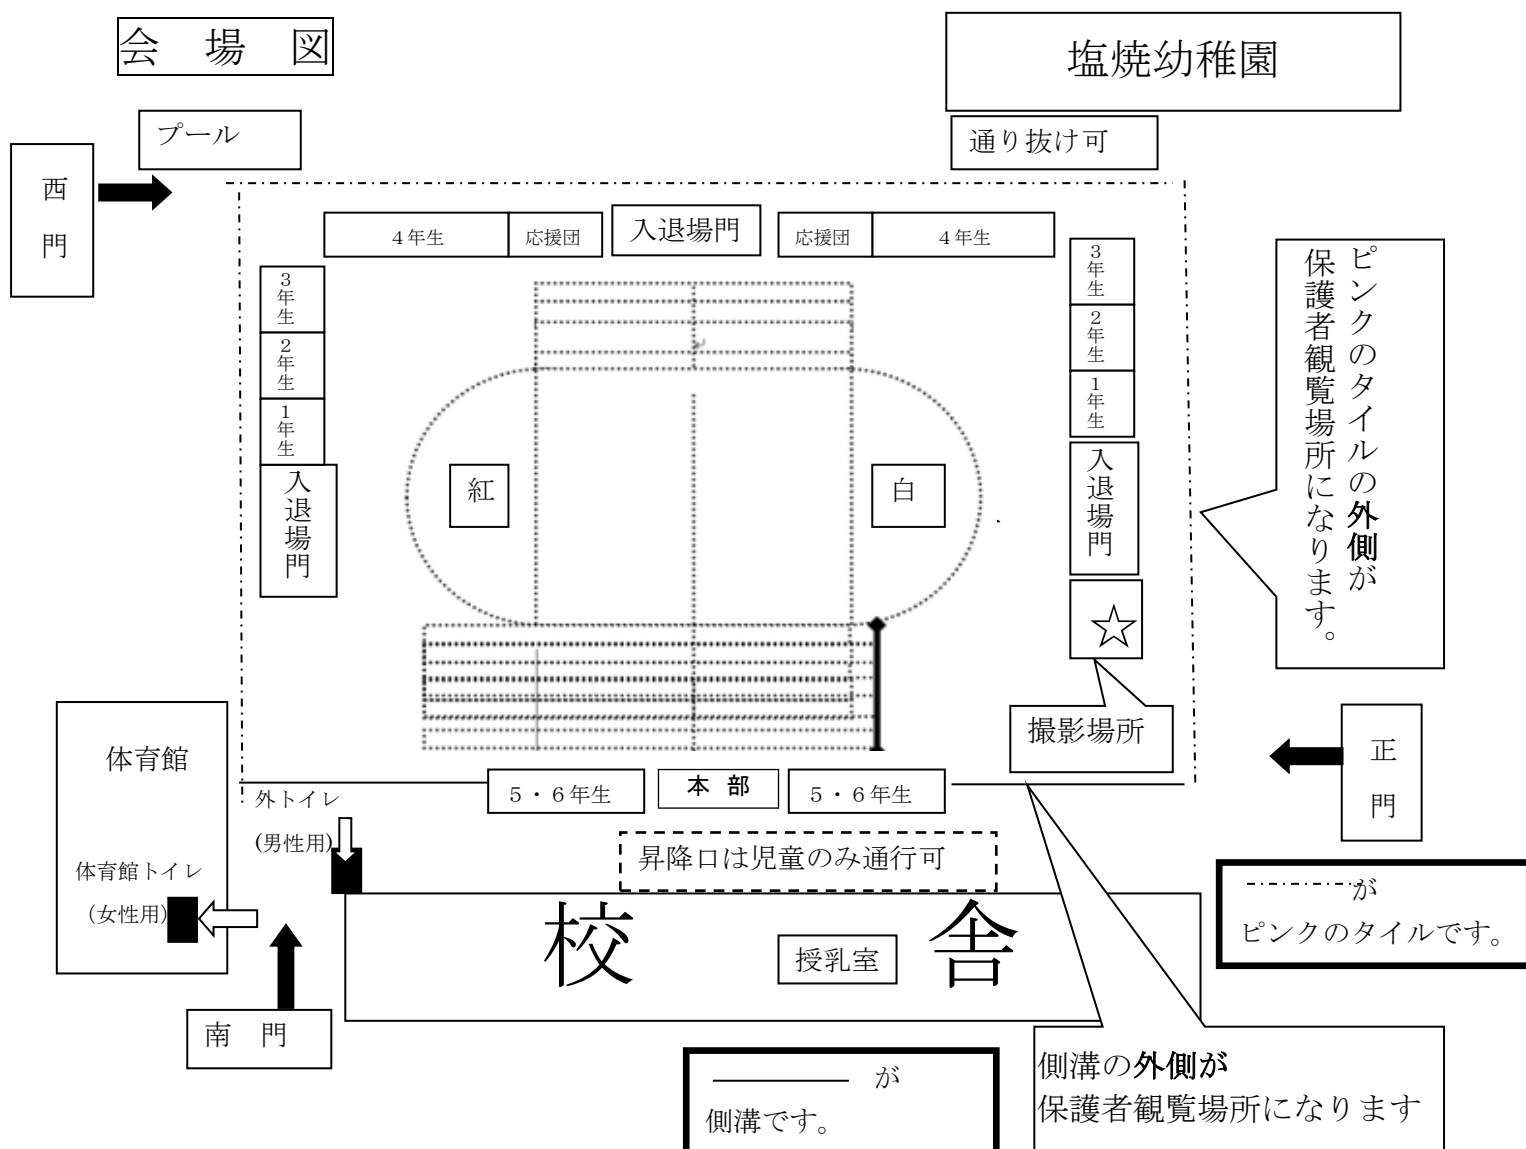 会　場　図
塩焼幼稚園
プール
通り抜け可
西
門
４年生
応援団
入退場門
応援団
４年生
３年生
２年生
１年生
入退場門
３年生
２年生
１年生
入退場門
紅
白
☆
撮影場所
ピンクのタイルの外側が
保護者観覧場所になります。
正
門
体育館
外トイレ
(男性用)
体育館トイレ
(女性用)
５・６年生
本 部
５・６年生
昇降口は児童のみ通行可
校　舎
授乳室
南　門
が
ピンクのタイルです。
が
側溝です。
側溝の外側が
保護者観覧場所になります